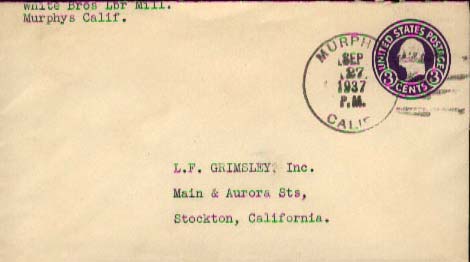 White Bros Lbr Mill.
Murphys Calif.
MURPHY
SEP
27
1937
P.M.
CALIF
UNITED STATES POSTAGE
3 CENTS 3
L.F. GRIMSLEY, Inc.
Main & Aurora Sts,
Stockton, California.